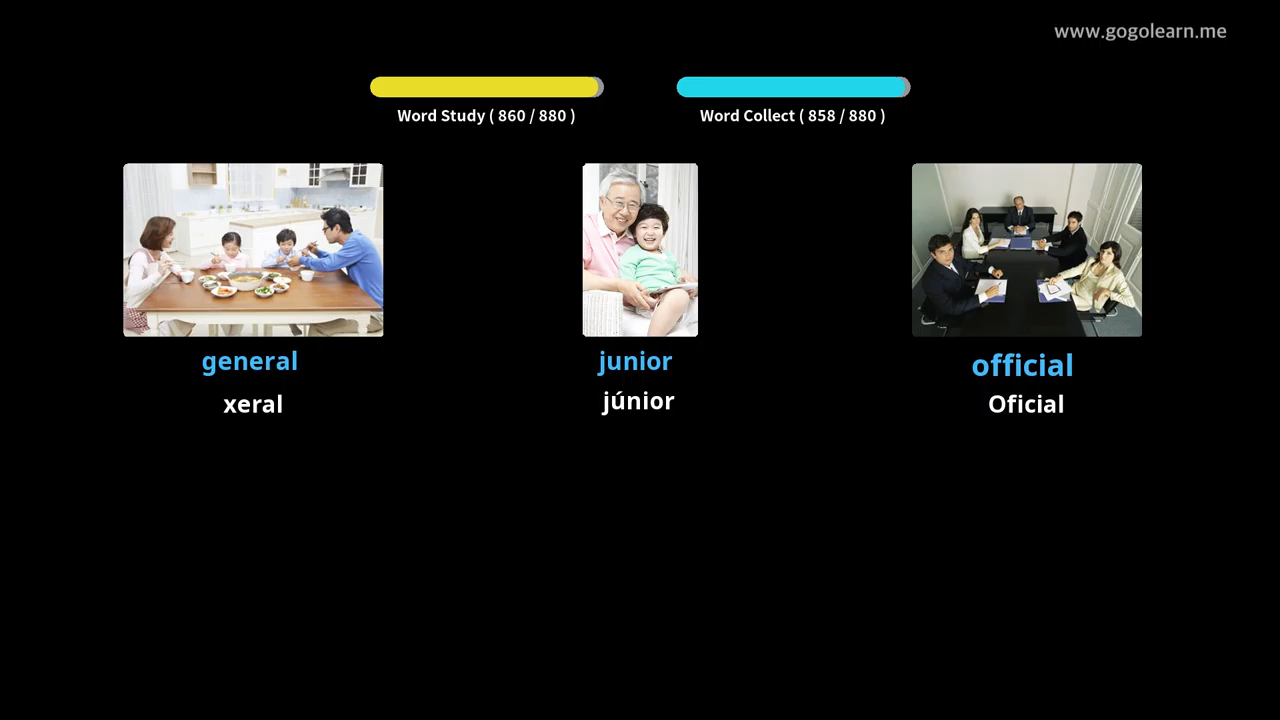 www.gogolearn.me
Word Study ( 860 / 880 )
Word Collect ( 858 / 880 )
general
junior
official
xeral
júnior
Oficial